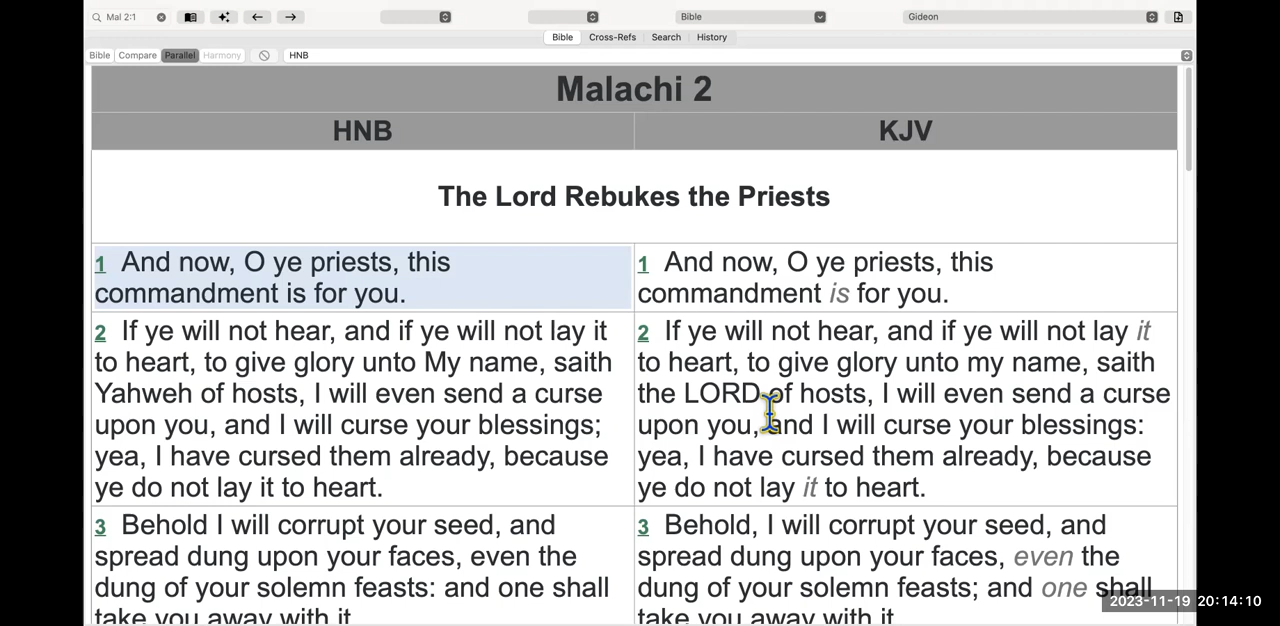 Mal 2:1
Bible
Gideon
Bible Cross-Refs Search History
Bible Compare Parallel Harmony HNB
Malachi 2
HNB
KJV
The Lord Rebukes the Priests
1 And now, O ye priests, this
commandment is for you.
1 And now, O ye priests, this
commandment is for you.
2 If ye will not hear, and if ye will not lay it
to heart, to give glory unto My name, saith
Yahweh of hosts, I will even send a curse
upon you, and I will curse your blessings;
yea, I have cursed them already, because
ye do not lay it to heart.
2 If ye will not hear, and if ye will not lay it
to heart, to give glory unto my name, saith
the LORD of hosts, I will even send a curse
upon you, and I will curse your blessings:
yea, I have cursed them already, because
ye do not lay it to heart.
3 Behold I will corrupt your seed, and
spread dung upon your faces, even the
dung of your solemn feasts: and one shall
take you away with it
3 Behold, I will corrupt your seed, and
spread dung upon your faces, even the
dung of your solemn feasts; and one shall
take you away with it
2023-11-19 20:14:10